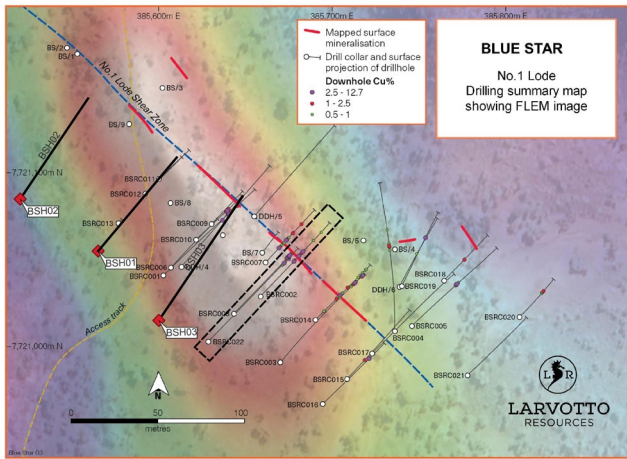 385,600m E
385,700m E
385,800m E
Mapped surface
mineralisation
Drill collar and surface
projection of drillhole
Downhole Cu%
2.5 - 12.7
1 - 2.5
0.5 - 1
BLUE STAR
No.1 Lode
Drilling summary map
showing FLEM image
BS/2
BS/1
BS/3
No.1 Lode Shear Zone
BS/9
BSH02
7,721,100m N
BSRC011
BSRC012
BS/8
BSH02
BSRC013
BSRC009
DDH/5
BSRC010
BSH03
BS/5
BS/4
BSH01
BSH01
BS/7
BSRC007
BSRC006
DDH/4
BSRC001
BSRC018
DDH/6
BSRC019
BSRC002
BSH03
BSRC008
BSRC014
BSRC005
BSRC004
BSRC020
Access track
7,721,000m N
BSRC022
BSRC003
BSRC017
BSRC015
BSRC021
BSRC016
N
0
50
100
metres
L R
LARVOTTO
RESOURCES
Blue Star 03